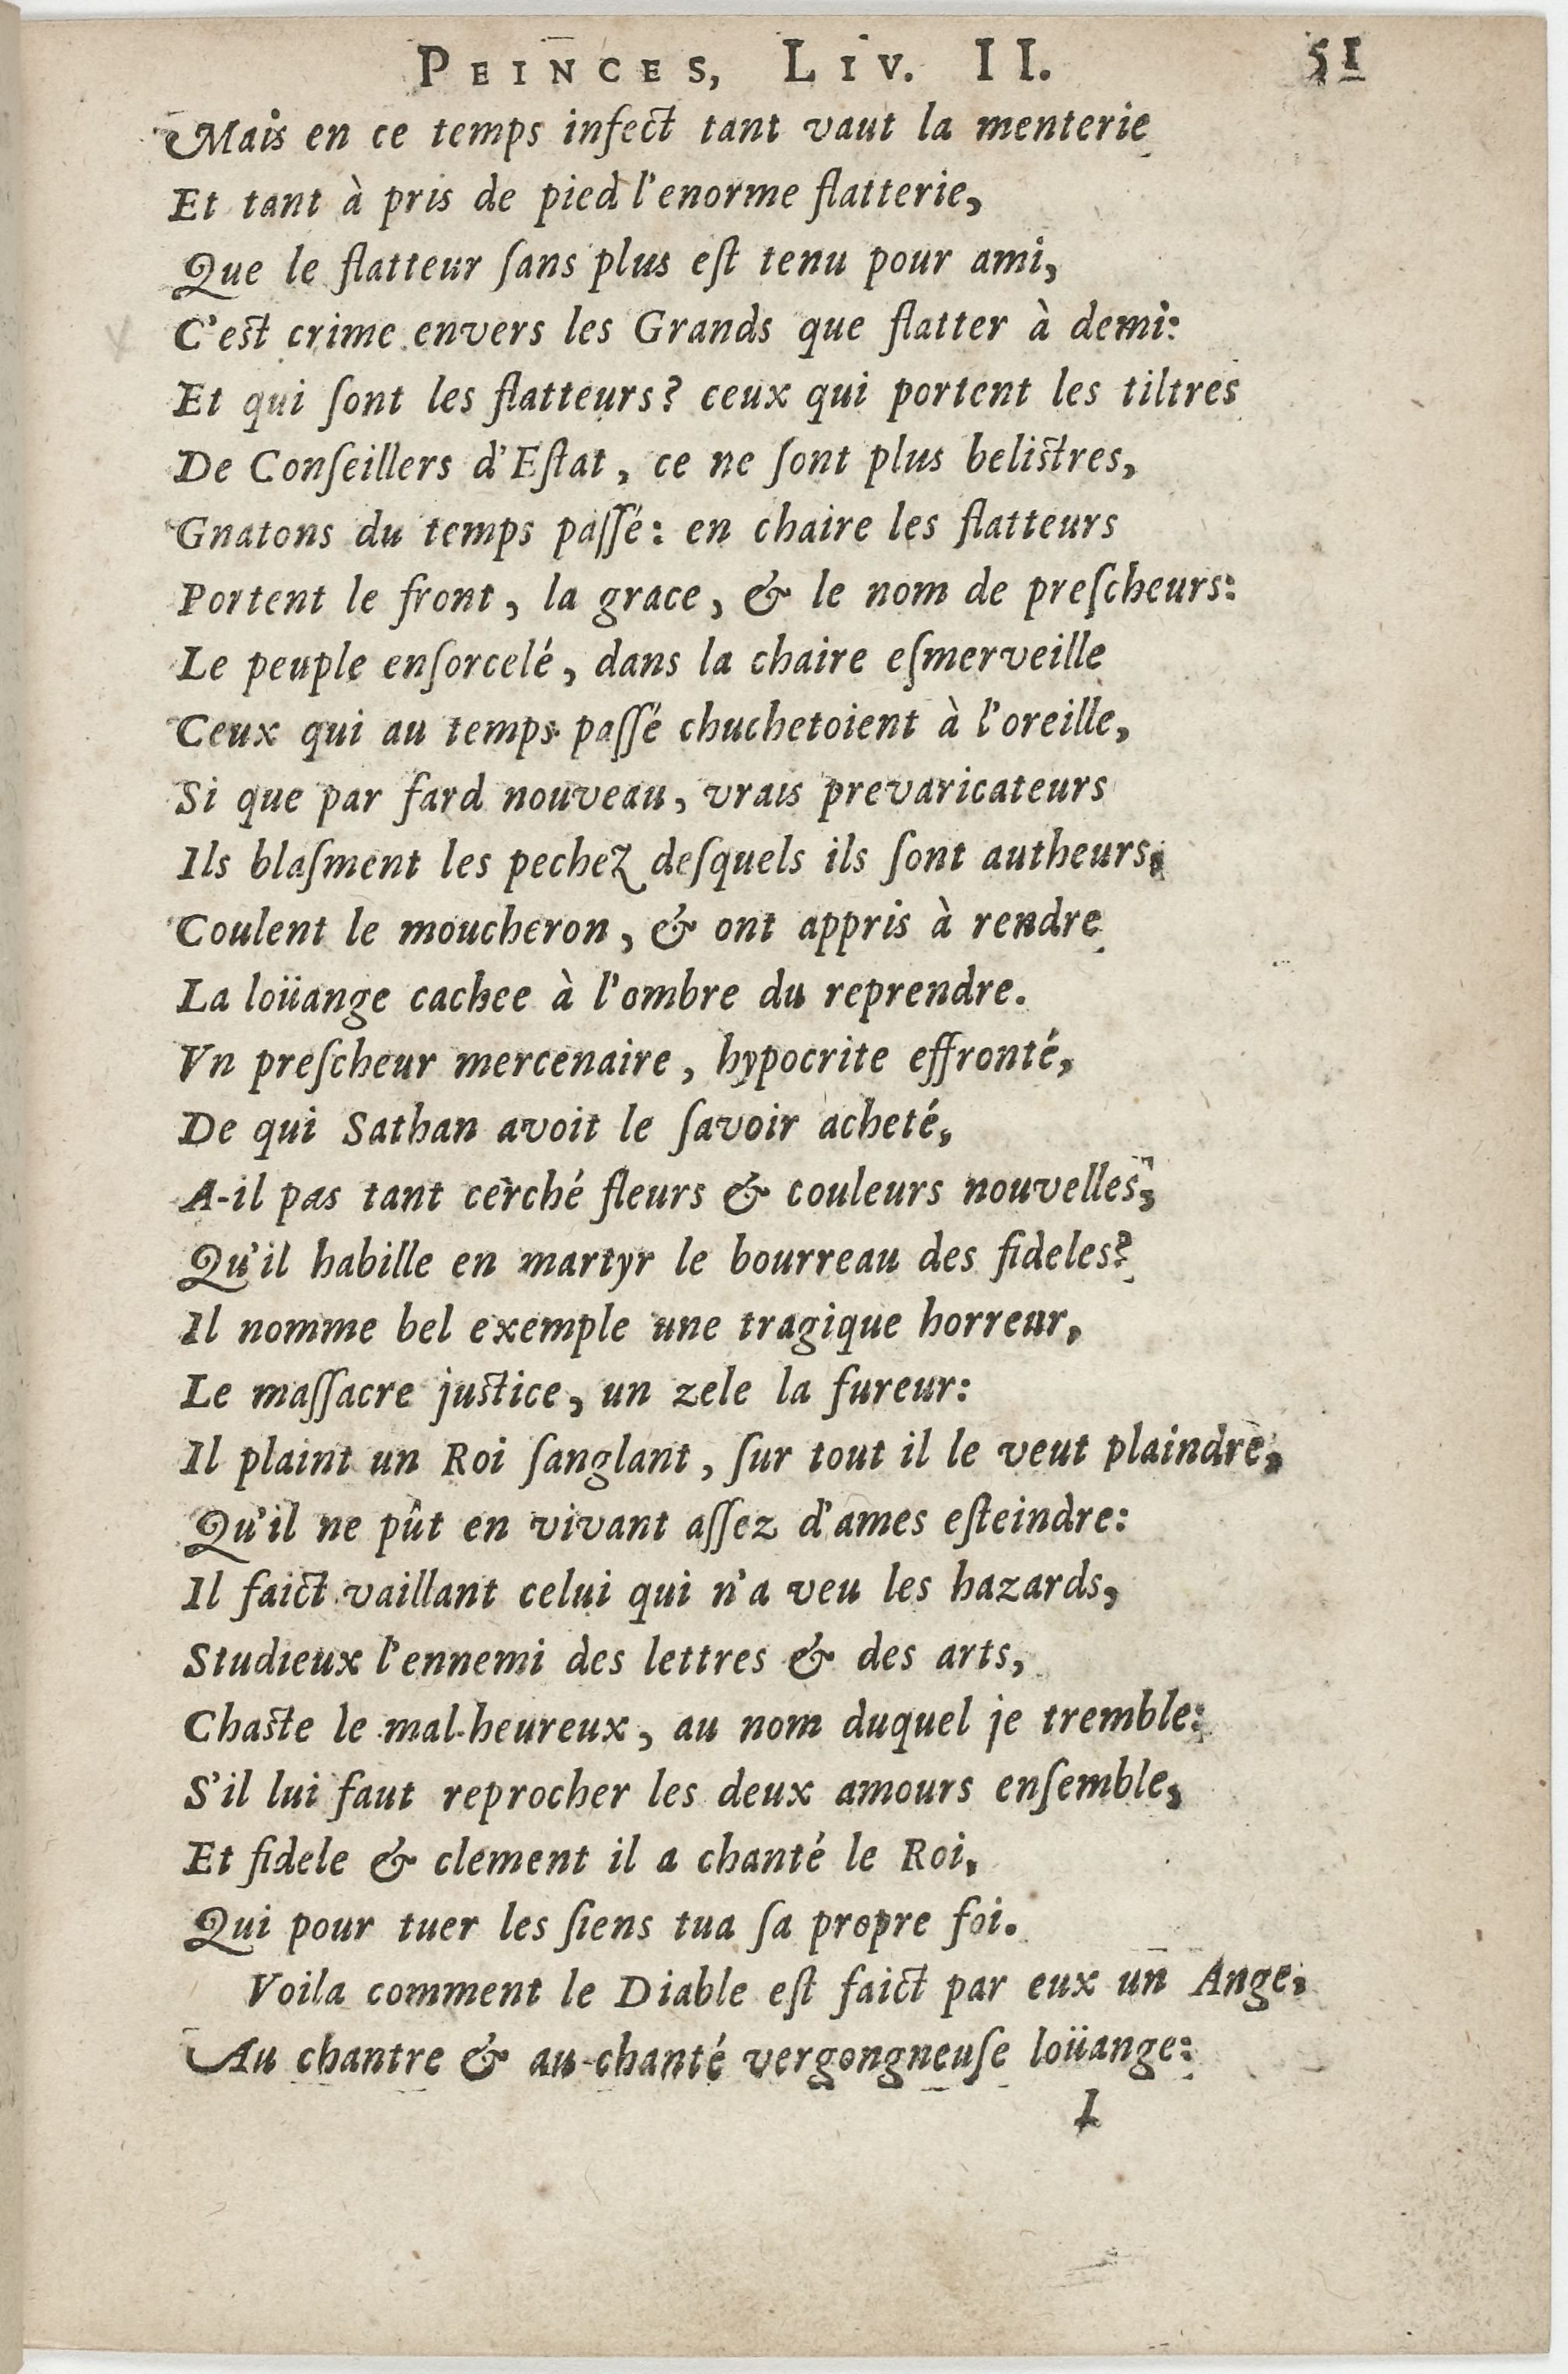 PEINCES, LIV. II. 51
Mais en ce temps infect tant vaut la menterie
Et tant à pris de pied l'enorme flatterie,
Que le flatteur ſans plus eſt tenu pour ami,
C'eſt crime envers les Grands que flatter à demi:
Et qui ſont les flatteurs? ceux qui portent les tiltres
De Conſeillers d'Eſtat, ce ne ſont plus beliſtres,
Gnatons du temps paſſé: en chaire les flatteurs
Portent le front, la grace, & le nom de preſcheurs:
Le peuple enſorcelé, dans la chaire eſmerveille
Ceux qui au temps paſſé chuchetoient à l'oreille,
Si que par fard nouveau, vrais prevaricateurs
Ils blaſment les pechez deſquels ils ſont autheurs,
Coulent le moucheron, & ont appris à rendre
La loüange cachee à l'ombre du reprendre.
Vn preſcheur mercenaire, hypocrite effronté,
De qui Sathan avoit le ſavoir acheté,
A-il pas tant cerché fleurs & couleurs nouvelles,
Qu'il habille en martyr le bourreau des fideles?
Il nomme bel exemple une tragique horreur,
Le maſſacre juſtice, un zele la fureur:
Il plaint un Roi ſanglant, ſur tout il le veut plaindre,
Qu'il ne pût en vivant aſſez d'ames eſteindre:
Il faict vaillant celui qui n'a veu les hazards,
Studieux l'ennemi des lettres & des arts,
Chaſte le mal-heureux, au nom duquel je tremble:
S'il lui faut reprocher les deux amours enſemble,
Et fidele & clement il a chanté le Roi,
Qui pour tuer les ſiens tua ſa propre foi.
Voila comment le Diable eſt faict par eux un Ange,
Au chantre & au-chanté vergongneuſe loüange:
I